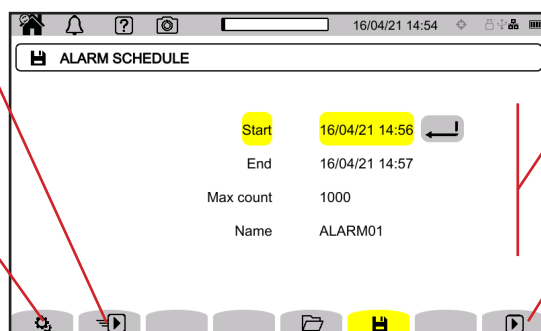 16/04/21 14:54
ALARM SCHEDULE
Start 16/04/21 14:56
End 16/04/21 14:57
Max count 1000
Name ALARM01